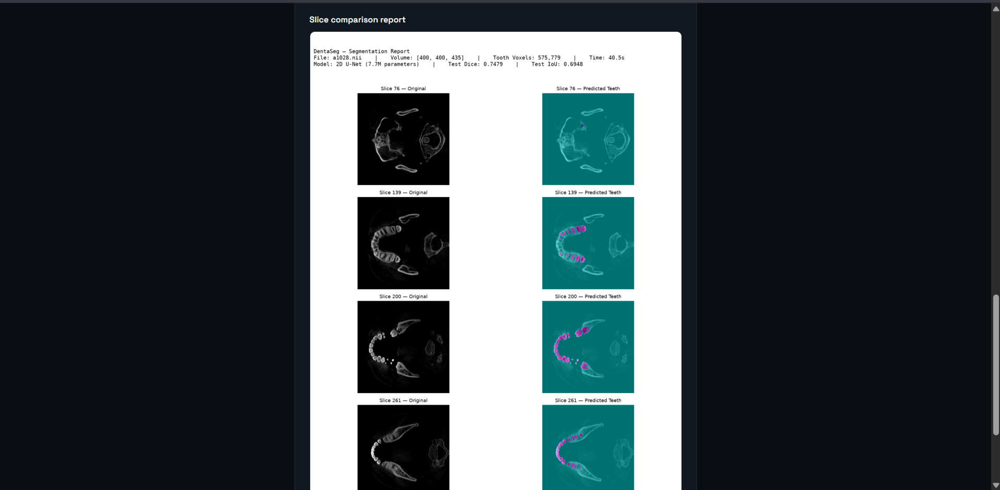 Slice comparison report
DentaSeg — Segmentation Report
File: a1028.nii | Volume: [400, 400, 435] | Tooth Voxels: 575,779 | Time: 40.5s
Model: 2D U-Net (7.7M parameters) | Test Dice: 0.7479 | Test IoU: 0.6948
Slice 76 — Original
Slice 76 — Predicted Teeth
Slice 139 — Original
Slice 139 — Predicted Teeth
Slice 200 — Original
Slice 200 — Predicted Teeth
Slice 261 — Original
Slice 261 — Predicted Teeth